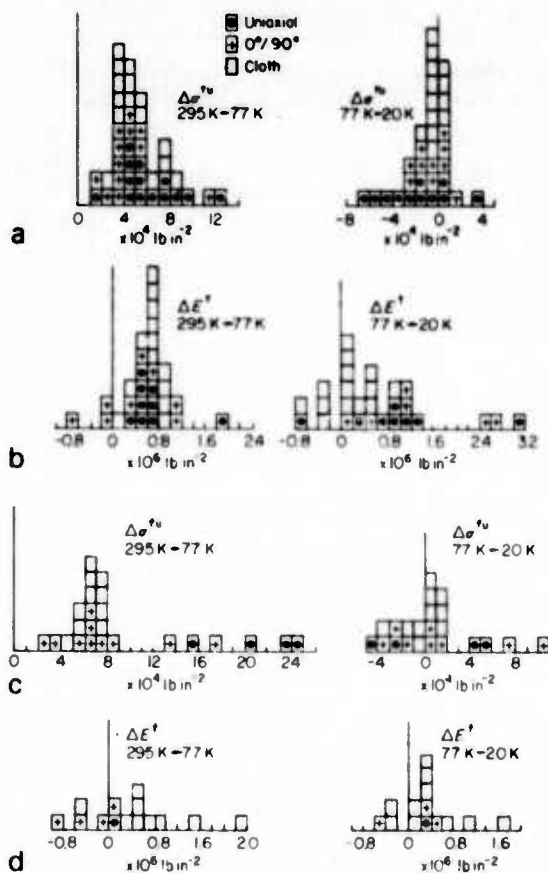 Uniaxial
0°/90°
Cloth
Δσᵗᵘ
295 K–77 K
Δσᵗᵘ
77 K–20 K
0 4 8 12
×10⁴ lb in⁻²
-8 -4 0 4
×10⁴ lb in⁻²
a
ΔEᵗ
295 K–77 K
ΔEᵗ
77 K–20 K
-0.8 0 0.8 1.6 2.4
×10⁶ lb in⁻²
-0.8 0 0.8 1.6 2.4 3.2
×10⁶ lb in⁻²
b
Δσᵗᵘ
295 K–77 K
Δσᵗᵘ
77 K–20 K
0 4 8 12 16 20 24
×10⁴ lb in⁻²
-4 0 4 8
×10⁴ lb in⁻²
c
ΔEᵗ
295 K–77 K
ΔEᵗ
77 K–20 K
-0.8 0 0.8 1.6 2.0
×10⁶ lb in⁻²
-0.8 0 0.8 1.6
×10⁶ lb in⁻²
d